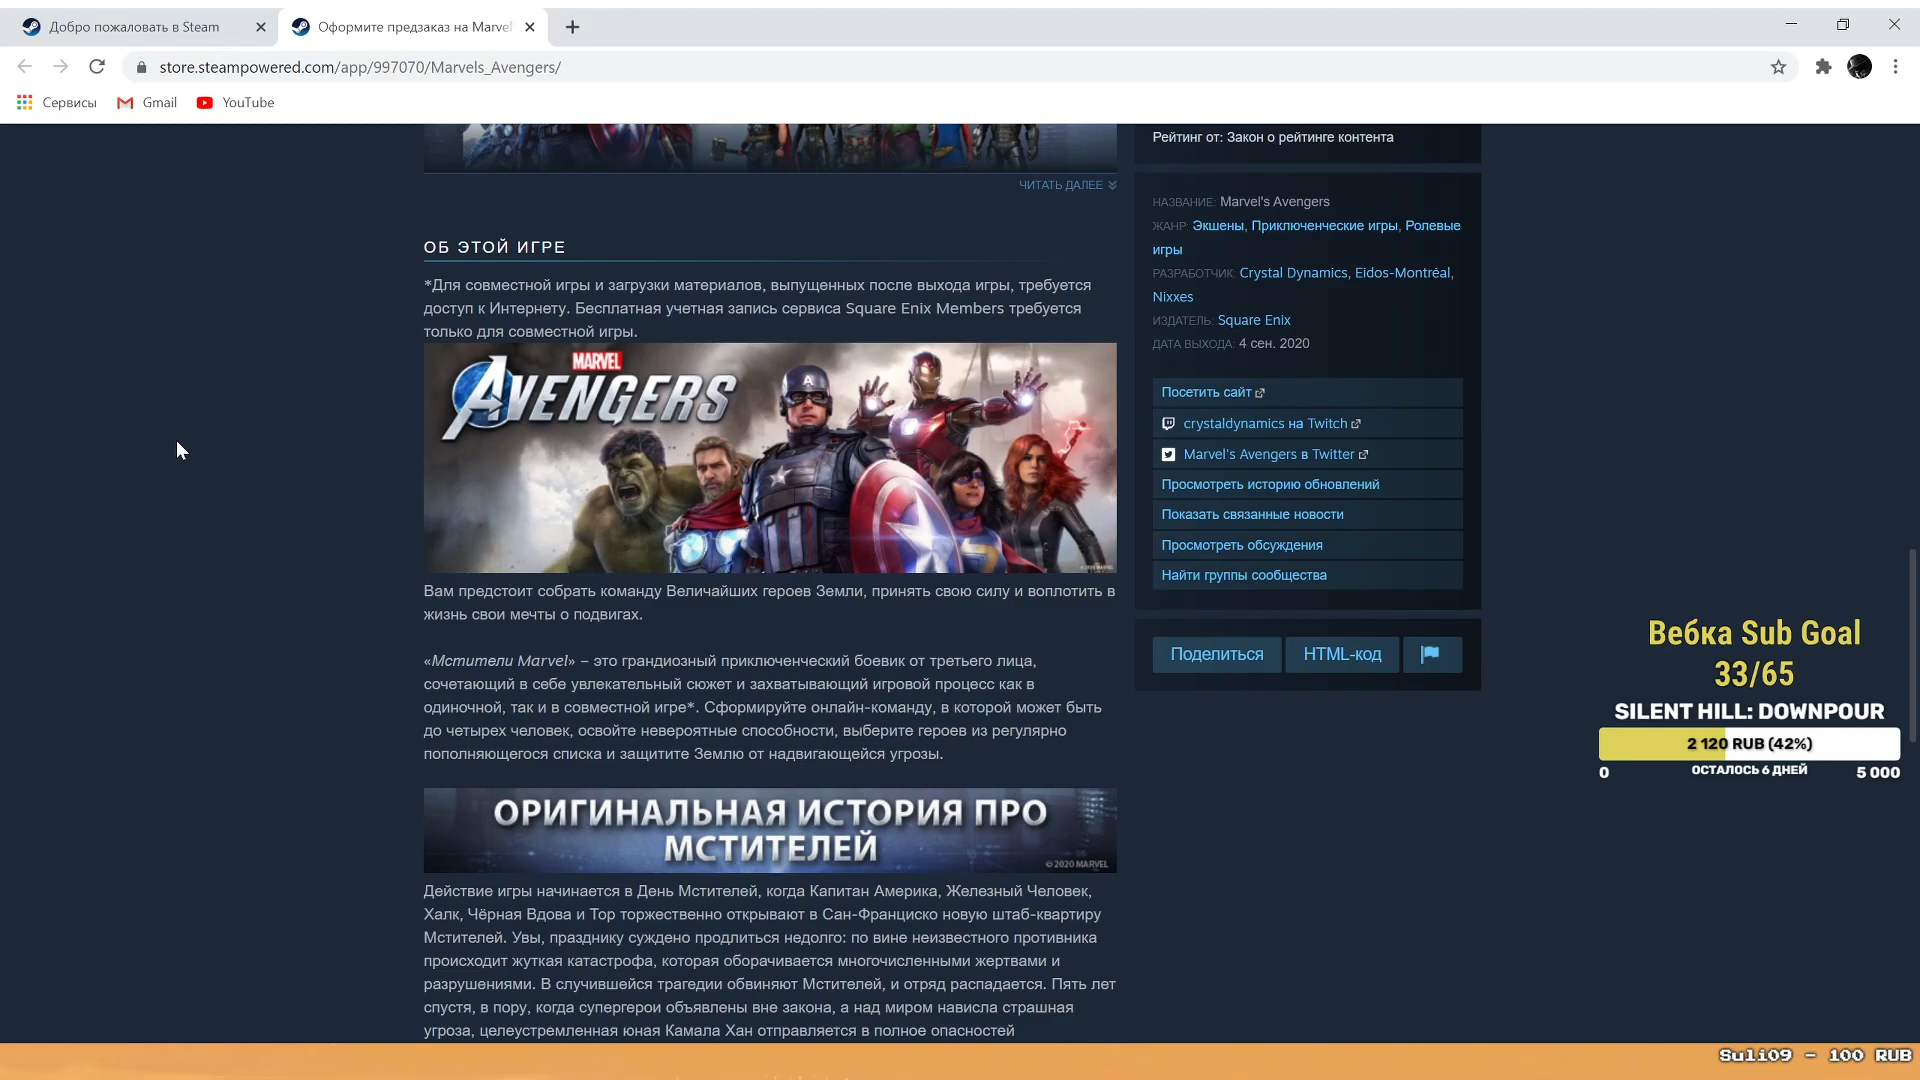 Добро пожаловать в Steam
Оформите предзаказ на Marvel
store.steampowered.com/app/997070/Marvels_Avengers/
Сервисы
Gmail
YouTube
ЧИТАТЬ ДАЛЕЕ
ОБ ЭТОЙ ИГРЕ
*Для совместной игры и загрузки материалов, выпущенных после выхода игры, требуется
доступ к Интернету. Бесплатная учетная запись сервиса Square Enix Members требуется
только для совместной игры.
MARVEL
AVENGERS
Вам предстоит собрать команду Величайших героев Земли, принять свою силу и воплотить в
жизнь свои мечты о подвигах.
«Мстители Marvel» – это грандиозный приключенческий боевик от третьего лица,
сочетающий в себе увлекательный сюжет и захватывающий игровой процесс как в
одиночной, так и в совместной игре*. Сформируйте онлайн-команду, в которой может быть
до четырех человек, освойте невероятные способности, выберите героев из регулярно
пополняющегося списка и защитите Землю от надвигающейся угрозы.
ОРИГИНАЛЬНАЯ ИСТОРИЯ ПРО
МСТИТЕЛЕЙ
© 2020 MARVEL
Действие игры начинается в День Мстителей, когда Капитан Америка, Железный Человек,
Халк, Чёрная Вдова и Тор торжественно открывают в Сан-Франциско новую штаб-квартиру
Мстителей. Увы, празднику суждено продлиться недолго: по вине неизвестного противника
происходит жуткая катастрофа, которая оборачивается многочисленными жертвами и
разрушениями. В случившейся трагедии обвиняют Мстителей, и отряд распадается. Пять лет
спустя, в пору, когда супергерои объявлены вне закона, а над миром нависла страшная
угроза, целеустремленная юная Камала Хан отправляется в полное опасностей
Рейтинг от: Закон о рейтинге контента
НАЗВАНИЕ: Marvel's Avengers
ЖАНР: Экшены, Приключенческие игры, Ролевые
игры
РАЗРАБОТЧИК: Crystal Dynamics, Eidos-Montréal,
Nixxes
ИЗДАТЕЛЬ: Square Enix
ДАТА ВЫХОДА: 4 сен. 2020
Посетить сайт
crystaldynamics на Twitch
Marvel's Avengers в Twitter
Просмотреть историю обновлений
Показать связанные новости
Просмотреть обсуждения
Найти группы сообщества
Поделиться
HTML-код
Вебка Sub Goal
33/65
SILENT HILL: DOWNPOUR
2 120 RUB (42%)
0
ОСТАЛОСЬ 6 ДНЕЙ
5 000
Suli09 - 100 RUB